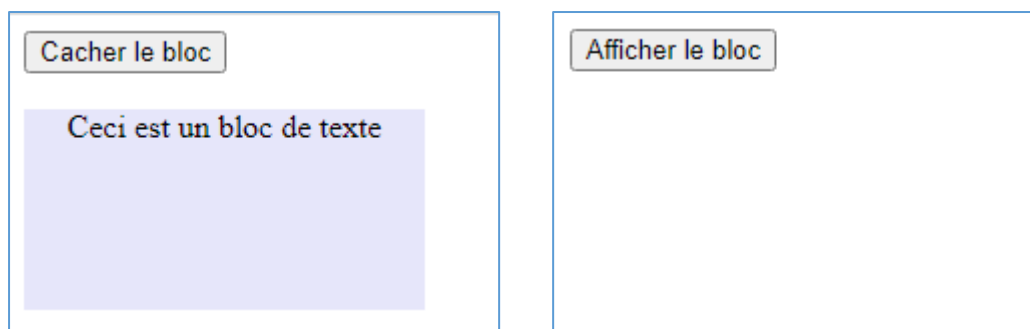 Cacher le bloc
Ceci est un bloc de texte
Afficher le bloc